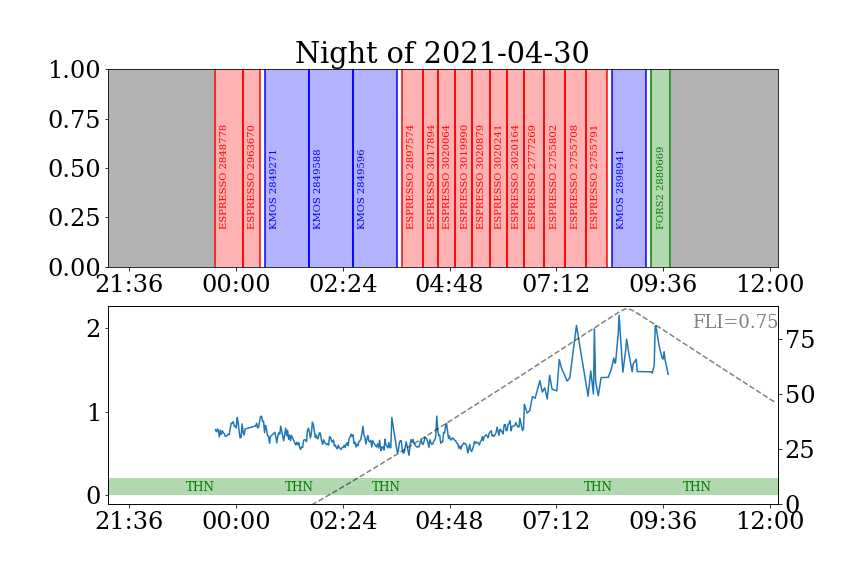 Night of 2021-04-30
1.00
0.75
0.50
0.25
0.00
ESPRESSO 2848778
ESPRESSO 2963670
KMOS 2849271
KMOS 2849588
KMOS 2849596
ESPRESSO 2897574
ESPRESSO 3017894
ESPRESSO 3020064
ESPRESSO 3019990
ESPRESSO 3020879
ESPRESSO 3020241
ESPRESSO 3020164
ESPRESSO 2777269
ESPRESSO 2755802
ESPRESSO 2755708
ESPRESSO 2755791
KMOS 2898941
FORS2 2880669
21:36 00:00 02:24 04:48 07:12 09:36 12:00
FLI=0.75
2
1
0
75
50
25
0
THN THN THN THN THN
21:36 00:00 02:24 04:48 07:12 09:36 12:00